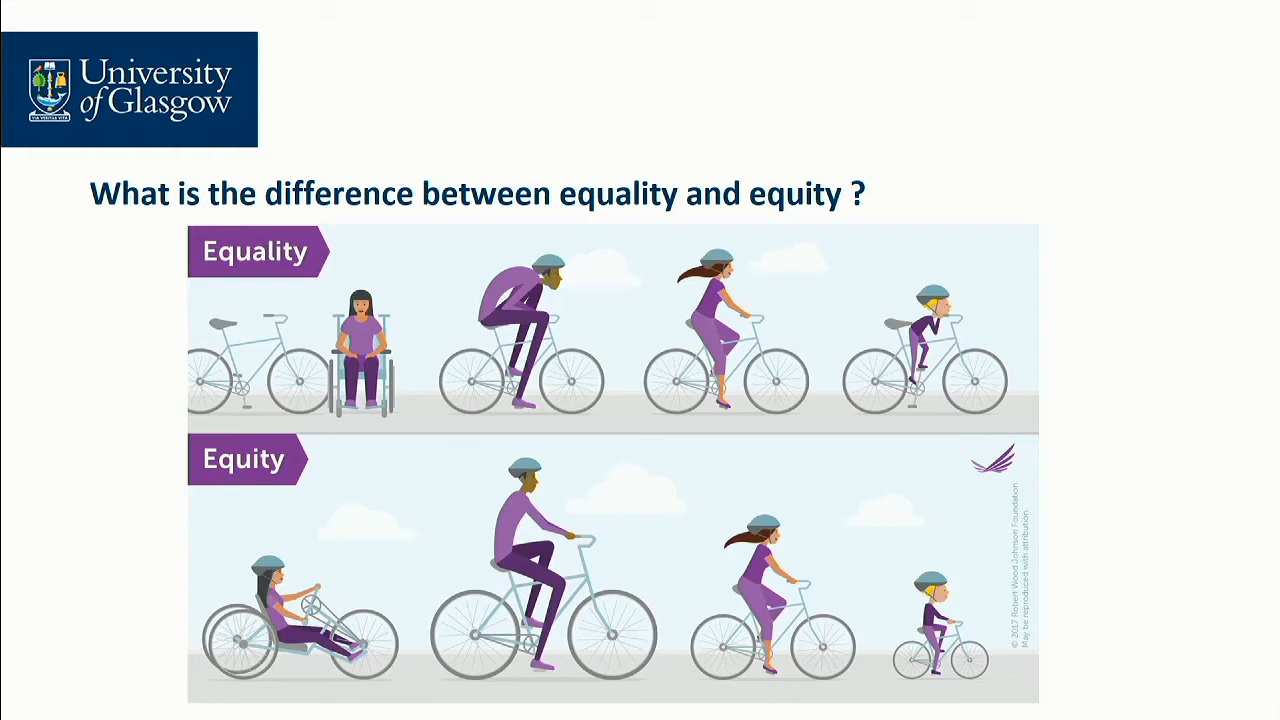 University
of Glasgow
VIA VERITAS VITA
What is the difference between equality and equity ?
Equality
Equity
© 2017 Robert Wood Johnson Foundation
May be reproduced with attribution.